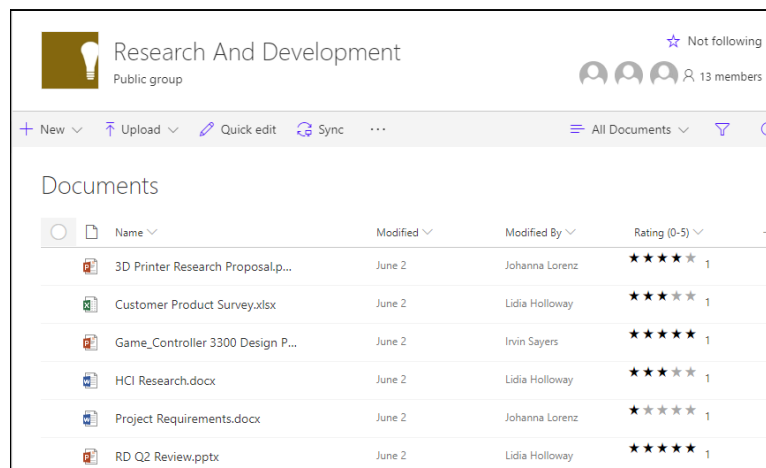 Research And Development
Public group
Not following
13 members
New Upload Quick edit Sync ... All Documents
Documents
Name Modified Modified By Rating (0-5)
3D Printer Research Proposal.p... June 2 Johanna Lorenz 1
Customer Product Survey.xlsx June 2 Lidia Holloway 1
Game_Controller 3300 Design P... June 2 Irvin Sayers 1
HCI Research.docx June 2 Lidia Holloway 1
Project Requirements.docx June 2 Johanna Lorenz 1
RD Q2 Review.pptx June 2 Lidia Holloway 1